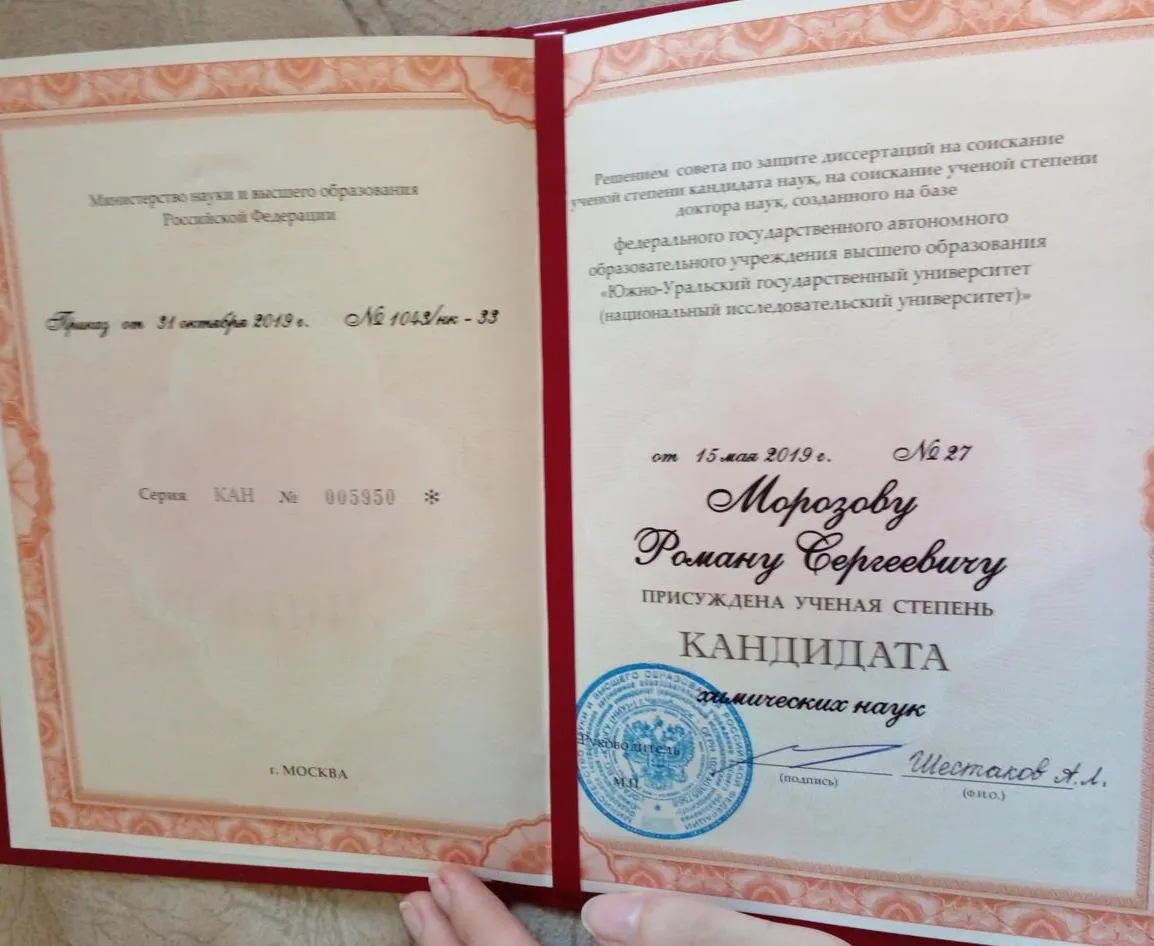 Министерство науки и высшего образования
Российской Федерации
Приказ от 31 октября 2019 г. № 1043/нк - 33
Серия КАН № 005950 *
г. МОСКВА
Решением совета по защите диссертаций на соискание
ученой степени кандидата наук, на соискание ученой степени
доктора наук, созданного на базе
федерального государственного автономного
образовательного учреждения высшего образования
«Южно-Уральский государственный университет
(национальный исследовательский университет)»
от 15 мая 2019 г. № 27
Морозову
Роману Сергеевичу
ПРИСУЖДЕНА УЧЕНАЯ СТЕПЕНЬ
КАНДИДАТА
химических наук
Руководитель
Шестаков А.Л.
М.П.
(подпись)
(Ф.И.О.)